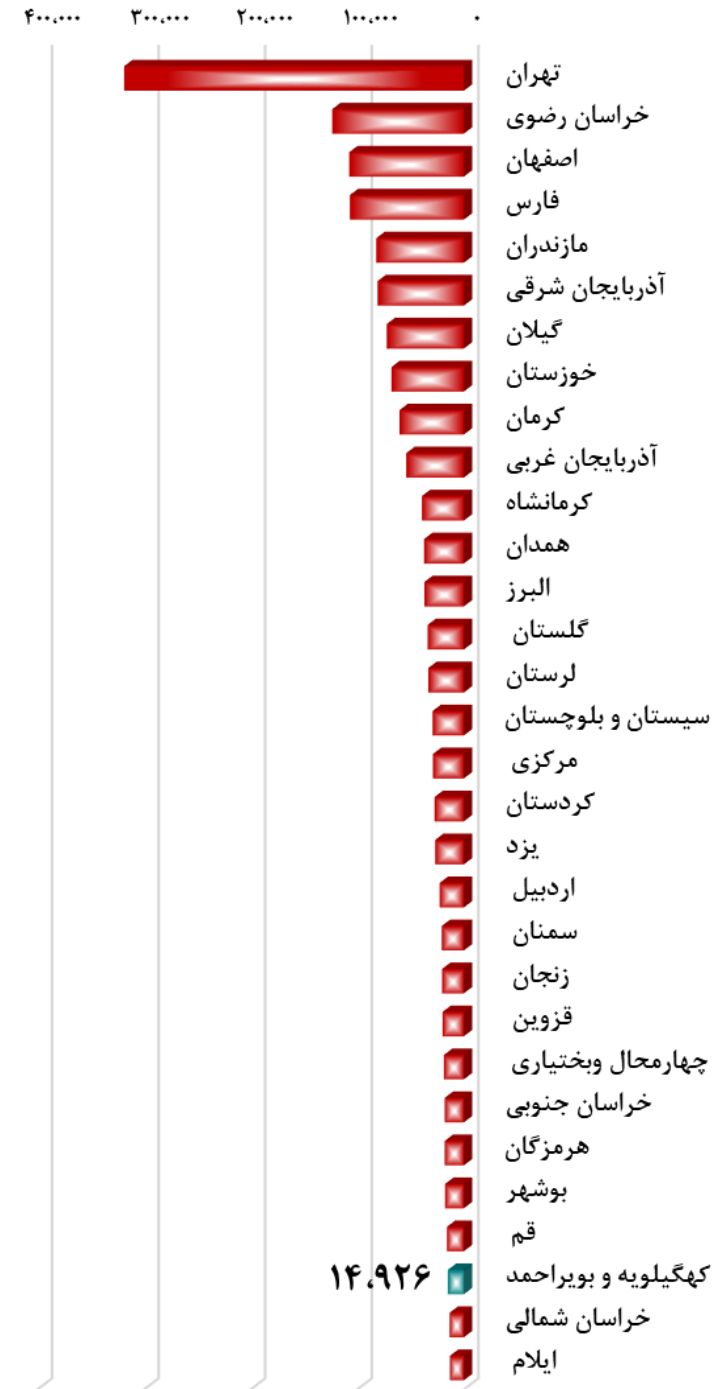 ۴۰۰،۰۰۰ ۳۰۰،۰۰۰ ۲۰۰،۰۰۰ ۱۰۰،۰۰۰ ۰
تهران
خراسان رضوی
اصفهان
فارس
مازندران
آذربایجان شرقی
گیلان
خوزستان
کرمان
آذربایجان غربی
کرمانشاه
همدان
البرز
گلستان
لرستان
سیستان و بلوچستان
مرکزی
کردستان
یزد
اردبیل
سمنان
زنجان
قزوین
چهارمحال وبختیاری
خراسان جنوبی
هرمزگان
بوشهر
قم
کهگیلویه و بویراحمد ۱۴،۹۲۶
خراسان شمالی
ایلام